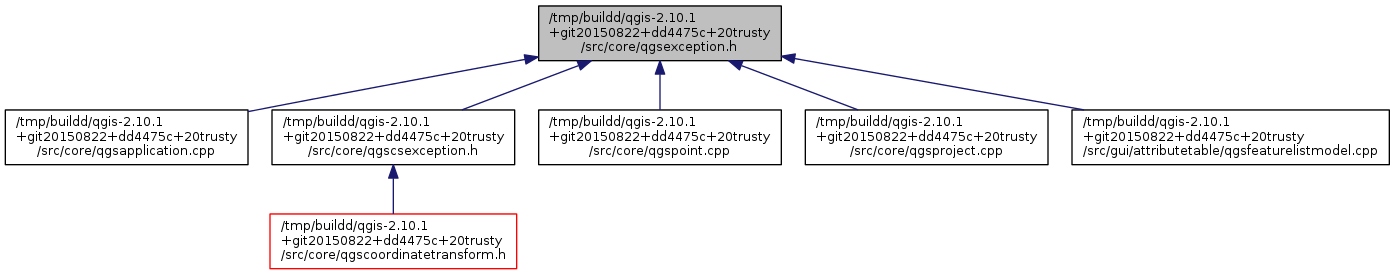 /tmp/buildd/qgis-2.10.1
+git20150822+dd4475c+20trusty
/src/core/qgsexception.h
/tmp/buildd/qgis-2.10.1
+git20150822+dd4475c+20trusty
/src/core/qgsapplication.cpp
/tmp/buildd/qgis-2.10.1
+git20150822+dd4475c+20trusty
/src/core/qgscsexception.h
/tmp/buildd/qgis-2.10.1
+git20150822+dd4475c+20trusty
/src/core/qgspoint.cpp
/tmp/buildd/qgis-2.10.1
+git20150822+dd4475c+20trusty
/src/core/qgsproject.cpp
/tmp/buildd/qgis-2.10.1
+git20150822+dd4475c+20trusty
/src/gui/attributetable/qgsfeaturelistmodel.cpp
/tmp/buildd/qgis-2.10.1
+git20150822+dd4475c+20trusty
/src/core/qgscoordinatetransform.h